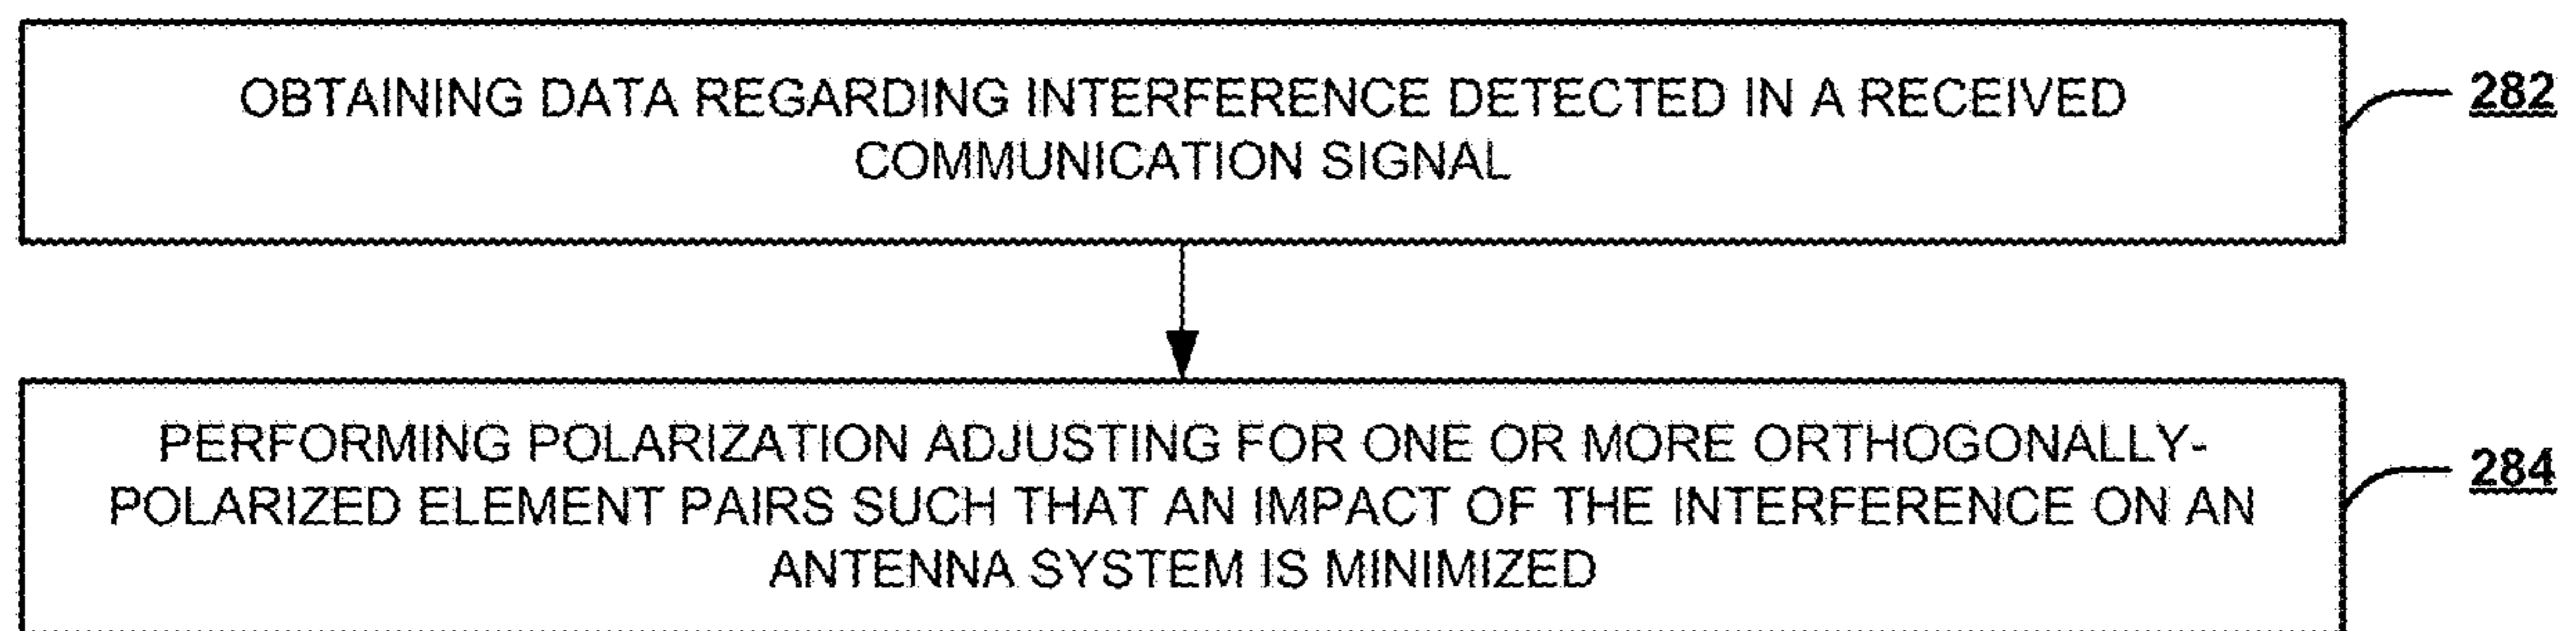 OBTAINING DATA REGARDING INTERFERENCE DETECTED IN A RECEIVED
COMMUNICATION SIGNAL
282
PERFORMING POLARIZATION ADJUSTING FOR ONE OR MORE ORTHOGONALLY-
POLARIZED ELEMENT PAIRS SUCH THAT AN IMPACT OF THE INTERFERENCE ON AN
ANTENNA SYSTEM IS MINIMIZED
284